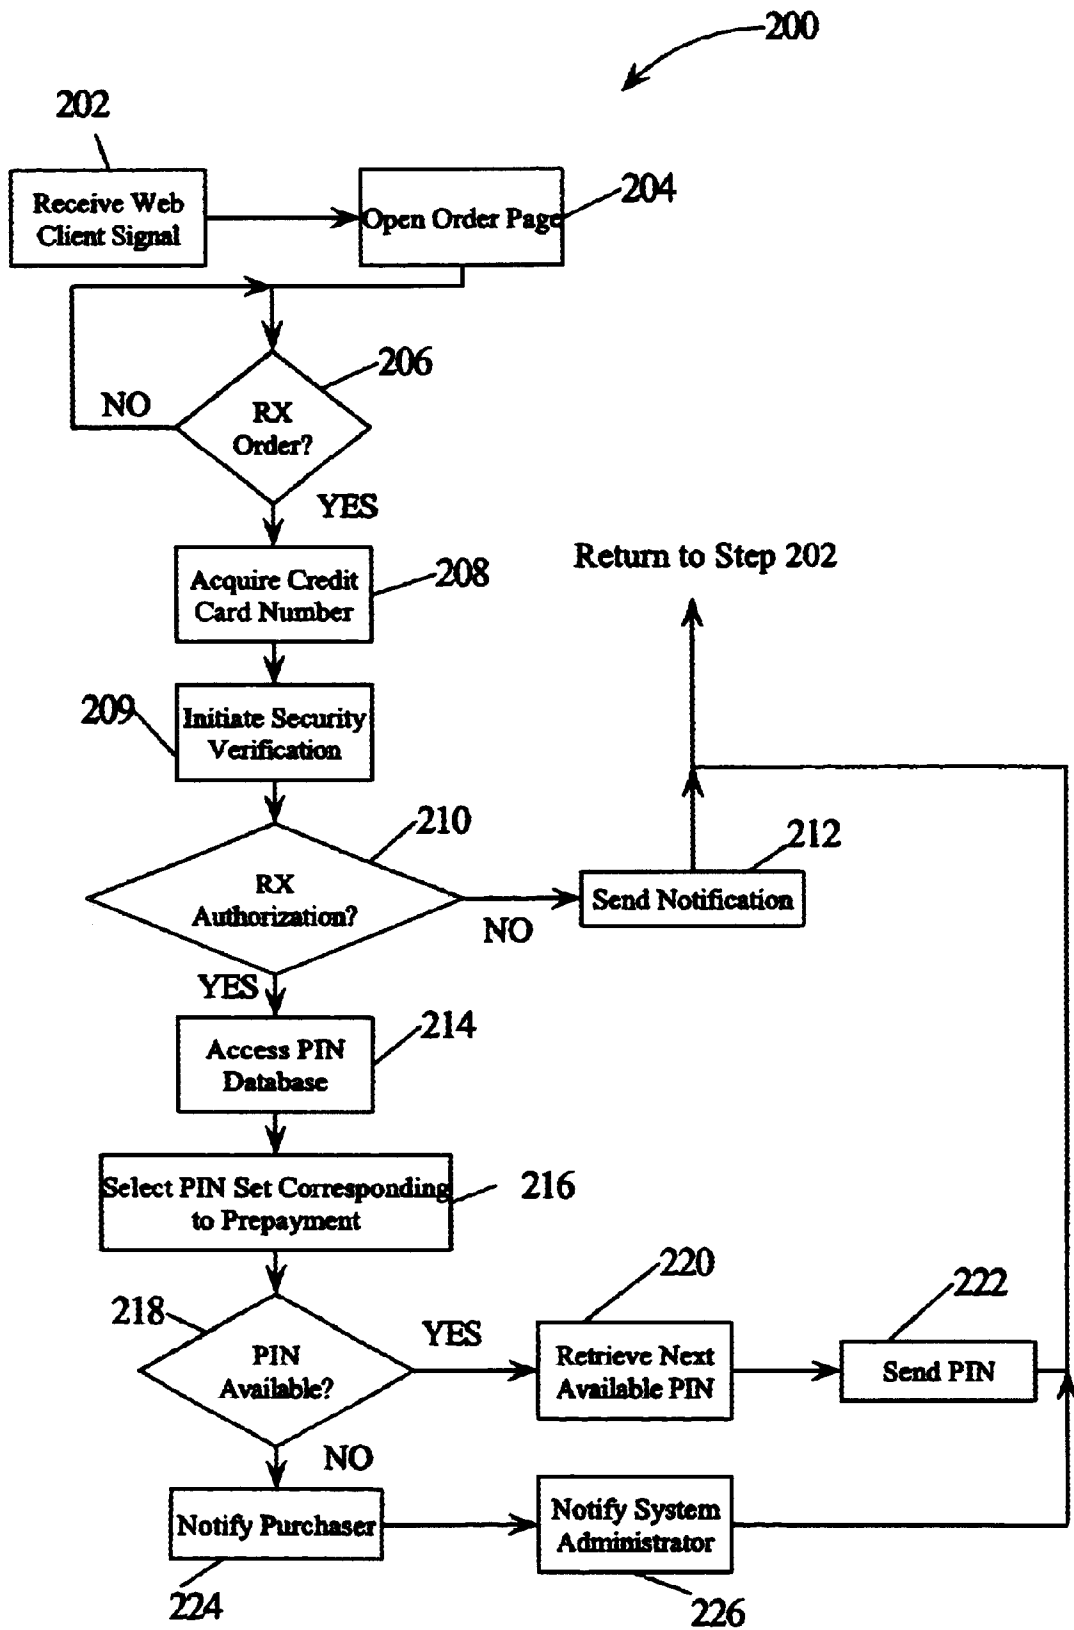 200
202
Receive Web
Client Signal
Open Order Page
204
206
NO
RX
Order?
YES
Acquire Credit
Card Number
208
Return to Step 202
209
Initiate Security
Verification
210
RX
Authorization?
NO
212
Send Notification
YES
Access PIN
Database
214
Select PIN Set Corresponding
to Prepayment
216
218
PIN
Available?
YES
220
Retrieve Next
Available PIN
222
Send PIN
NO
Notify Purchaser
224
Notify System
Administrator
226